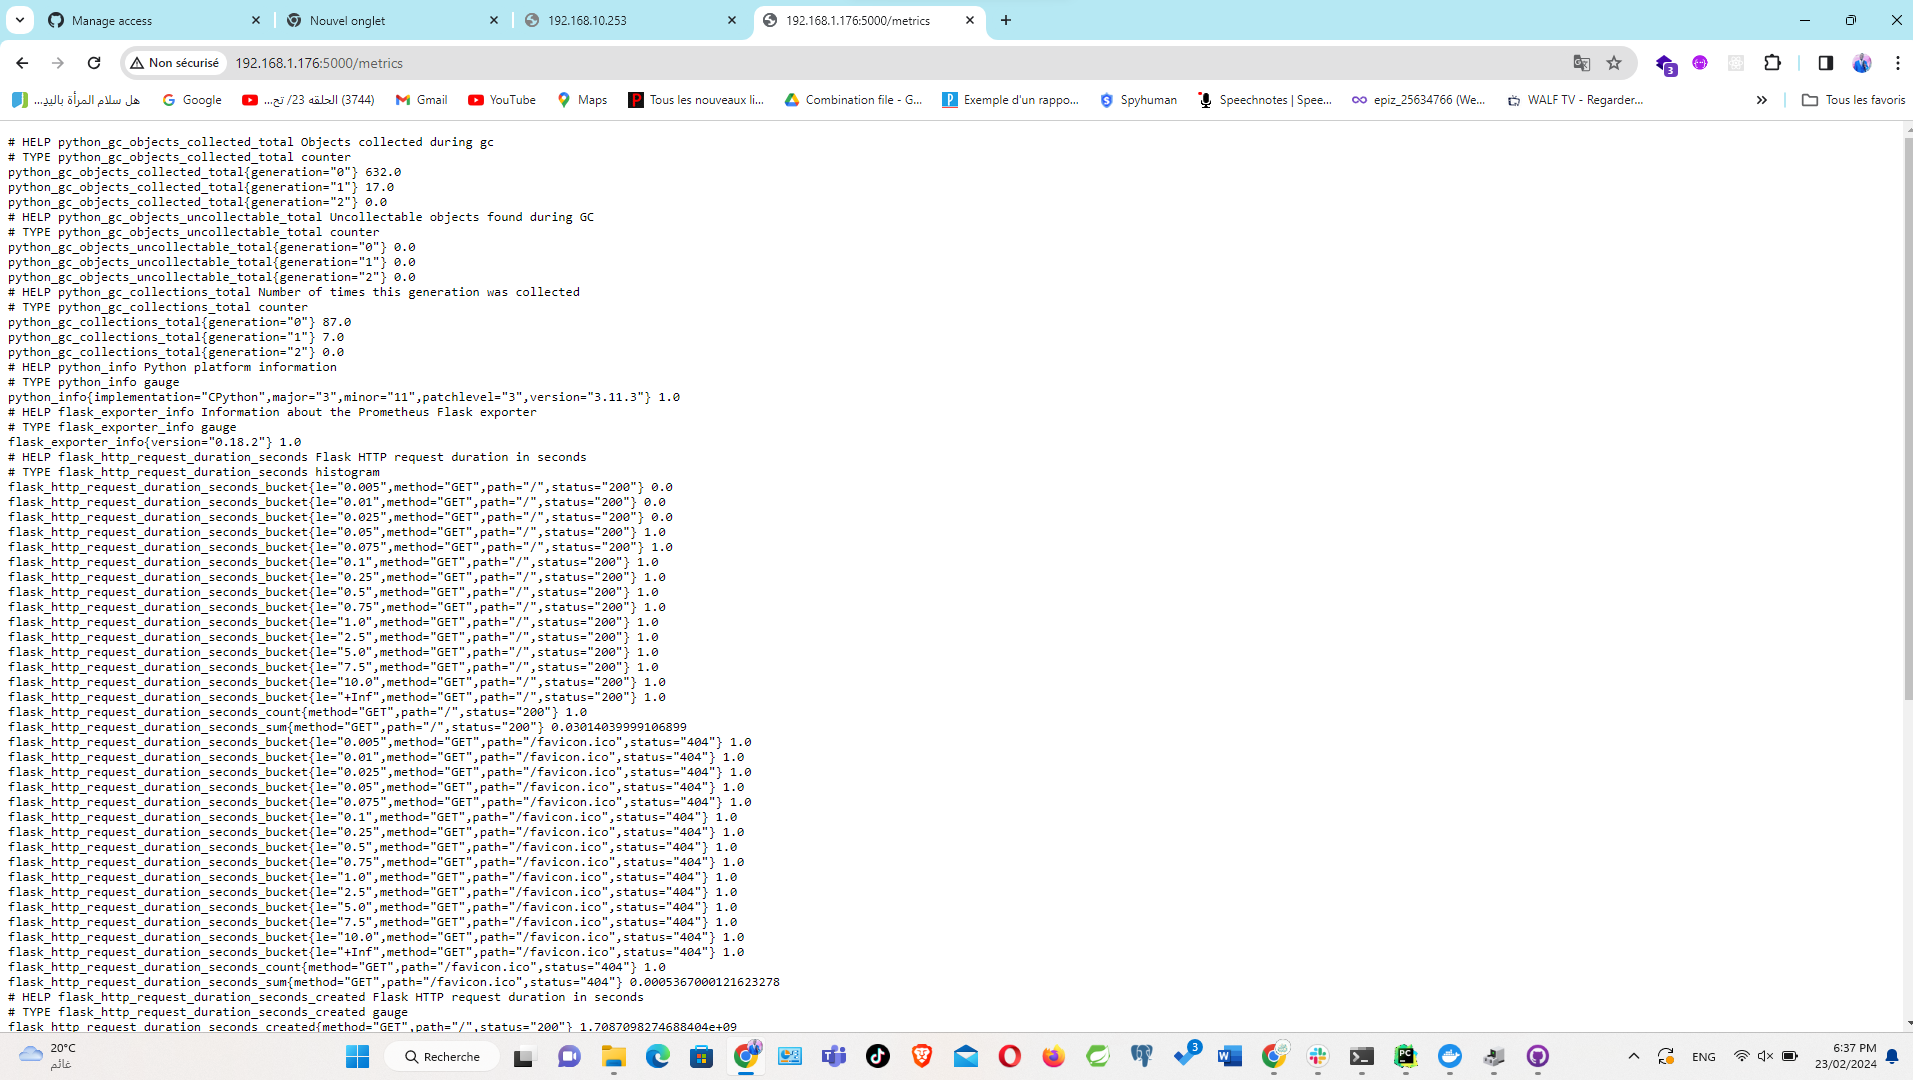 Manage access
Nouvel onglet
192.168.10.253
192.168.1.176:5000/metrics
Non sécurisé
192.168.1.176:5000/metrics
3
هل سلام المرأة باليد...
Google
(3744) الحلقه 23/ تح...
Gmail
YouTube
Maps
Tous les nouveaux li...
Combination file - G...
Exemple d'un rappo...
Spyhuman
Speechnotes | Spee...
epiz_25634766 (We...
WALF TV - Regarder...
Tous les favoris
# HELP python_gc_objects_collected_total Objects collected during gc
# TYPE python_gc_objects_collected_total counter
python_gc_objects_collected_total{generation="0"} 632.0
python_gc_objects_collected_total{generation="1"} 17.0
python_gc_objects_collected_total{generation="2"} 0.0
# HELP python_gc_objects_uncollectable_total Uncollectable objects found during GC
# TYPE python_gc_objects_uncollectable_total counter
python_gc_objects_uncollectable_total{generation="0"} 0.0
python_gc_objects_uncollectable_total{generation="1"} 0.0
python_gc_objects_uncollectable_total{generation="2"} 0.0
# HELP python_gc_collections_total Number of times this generation was collected
# TYPE python_gc_collections_total counter
python_gc_collections_total{generation="0"} 87.0
python_gc_collections_total{generation="1"} 7.0
python_gc_collections_total{generation="2"} 0.0
# HELP python_info Python platform information
# TYPE python_info gauge
python_info{implementation="CPython",major="3",minor="11",patchlevel="3",version="3.11.3"} 1.0
# HELP flask_exporter_info Information about the Prometheus Flask exporter
# TYPE flask_exporter_info gauge
flask_exporter_info{version="0.18.2"} 1.0
# HELP flask_http_request_duration_seconds Flask HTTP request duration in seconds
# TYPE flask_http_request_duration_seconds histogram
flask_http_request_duration_seconds_bucket{le="0.005",method="GET",path="/",status="200"} 0.0
flask_http_request_duration_seconds_bucket{le="0.01",method="GET",path="/",status="200"} 0.0
flask_http_request_duration_seconds_bucket{le="0.025",method="GET",path="/",status="200"} 0.0
flask_http_request_duration_seconds_bucket{le="0.05",method="GET",path="/",status="200"} 1.0
flask_http_request_duration_seconds_bucket{le="0.075",method="GET",path="/",status="200"} 1.0
flask_http_request_duration_seconds_bucket{le="0.1",method="GET",path="/",status="200"} 1.0
flask_http_request_duration_seconds_bucket{le="0.25",method="GET",path="/",status="200"} 1.0
flask_http_request_duration_seconds_bucket{le="0.5",method="GET",path="/",status="200"} 1.0
flask_http_request_duration_seconds_bucket{le="0.75",method="GET",path="/",status="200"} 1.0
flask_http_request_duration_seconds_bucket{le="1.0",method="GET",path="/",status="200"} 1.0
flask_http_request_duration_seconds_bucket{le="2.5",method="GET",path="/",status="200"} 1.0
flask_http_request_duration_seconds_bucket{le="5.0",method="GET",path="/",status="200"} 1.0
flask_http_request_duration_seconds_bucket{le="7.5",method="GET",path="/",status="200"} 1.0
flask_http_request_duration_seconds_bucket{le="10.0",method="GET",path="/",status="200"} 1.0
flask_http_request_duration_seconds_bucket{le="+Inf",method="GET",path="/",status="200"} 1.0
flask_http_request_duration_seconds_count{method="GET",path="/",status="200"} 1.0
flask_http_request_duration_seconds_sum{method="GET",path="/",status="200"} 0.03014039999106899
flask_http_request_duration_seconds_bucket{le="0.005",method="GET",path="/favicon.ico",status="404"} 1.0
flask_http_request_duration_seconds_bucket{le="0.01",method="GET",path="/favicon.ico",status="404"} 1.0
flask_http_request_duration_seconds_bucket{le="0.025",method="GET",path="/favicon.ico",status="404"} 1.0
flask_http_request_duration_seconds_bucket{le="0.05",method="GET",path="/favicon.ico",status="404"} 1.0
flask_http_request_duration_seconds_bucket{le="0.075",method="GET",path="/favicon.ico",status="404"} 1.0
flask_http_request_duration_seconds_bucket{le="0.1",method="GET",path="/favicon.ico",status="404"} 1.0
flask_http_request_duration_seconds_bucket{le="0.25",method="GET",path="/favicon.ico",status="404"} 1.0
flask_http_request_duration_seconds_bucket{le="0.5",method="GET",path="/favicon.ico",status="404"} 1.0
flask_http_request_duration_seconds_bucket{le="0.75",method="GET",path="/favicon.ico",status="404"} 1.0
flask_http_request_duration_seconds_bucket{le="1.0",method="GET",path="/favicon.ico",status="404"} 1.0
flask_http_request_duration_seconds_bucket{le="2.5",method="GET",path="/favicon.ico",status="404"} 1.0
flask_http_request_duration_seconds_bucket{le="5.0",method="GET",path="/favicon.ico",status="404"} 1.0
flask_http_request_duration_seconds_bucket{le="7.5",method="GET",path="/favicon.ico",status="404"} 1.0
flask_http_request_duration_seconds_bucket{le="10.0",method="GET",path="/favicon.ico",status="404"} 1.0
flask_http_request_duration_seconds_bucket{le="+Inf",method="GET",path="/favicon.ico",status="404"} 1.0
flask_http_request_duration_seconds_count{method="GET",path="/favicon.ico",status="404"} 1.0
flask_http_request_duration_seconds_sum{method="GET",path="/favicon.ico",status="404"} 0.0005367000121623278
# HELP flask_http_request_duration_seconds_created Flask HTTP request duration in seconds
# TYPE flask_http_request_duration_seconds_created gauge
flask_http_request_duration_seconds_created{method="GET",path="/",status="200"} 1.7087098274688404e+09
20°C
غائم
Recherche
3
ENG
6:37 PM
23/02/2024